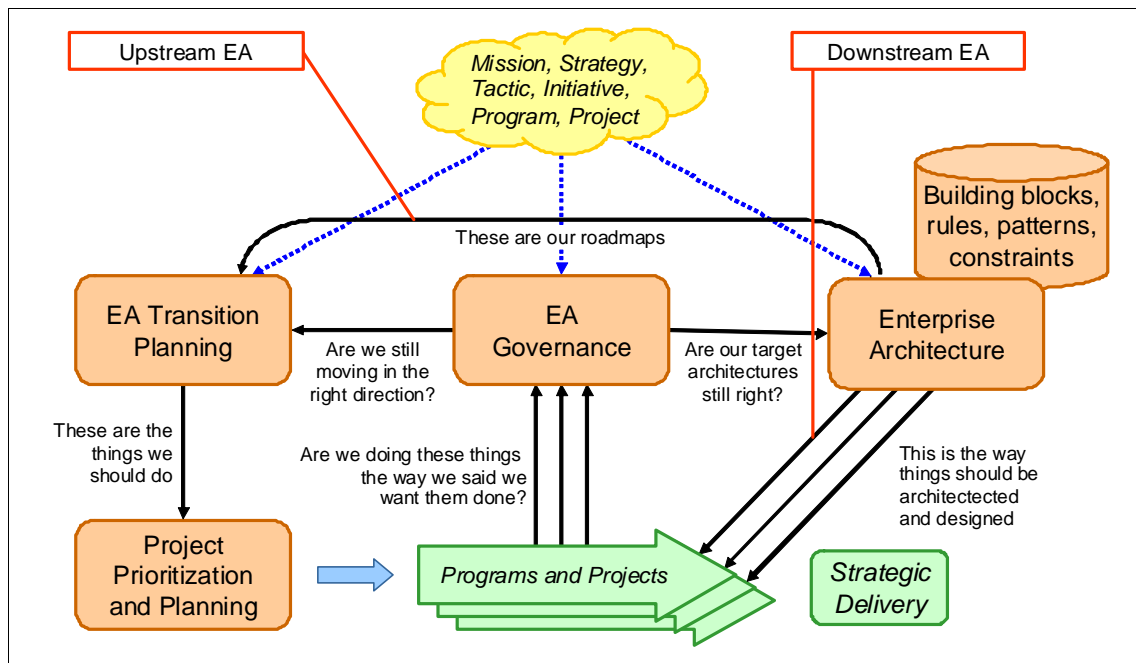 Upstream EA
Mission, Strategy,
Tactic, Initiative,
Program, Project
Downstream EA
Building blocks,
rules, patterns,
constraints
These are our roadmaps
EA Transition
Planning
EA
Governance
Enterprise
Architecture
Are we still
moving in the
right direction?
Are our target
architectures
still right?
These are the
things we
should do
Are we doing these things
the way we said we
want them done?
This is the way
things should be
architectected
and designed
Project
Prioritization
and Planning
Programs and Projects
Strategic
Delivery